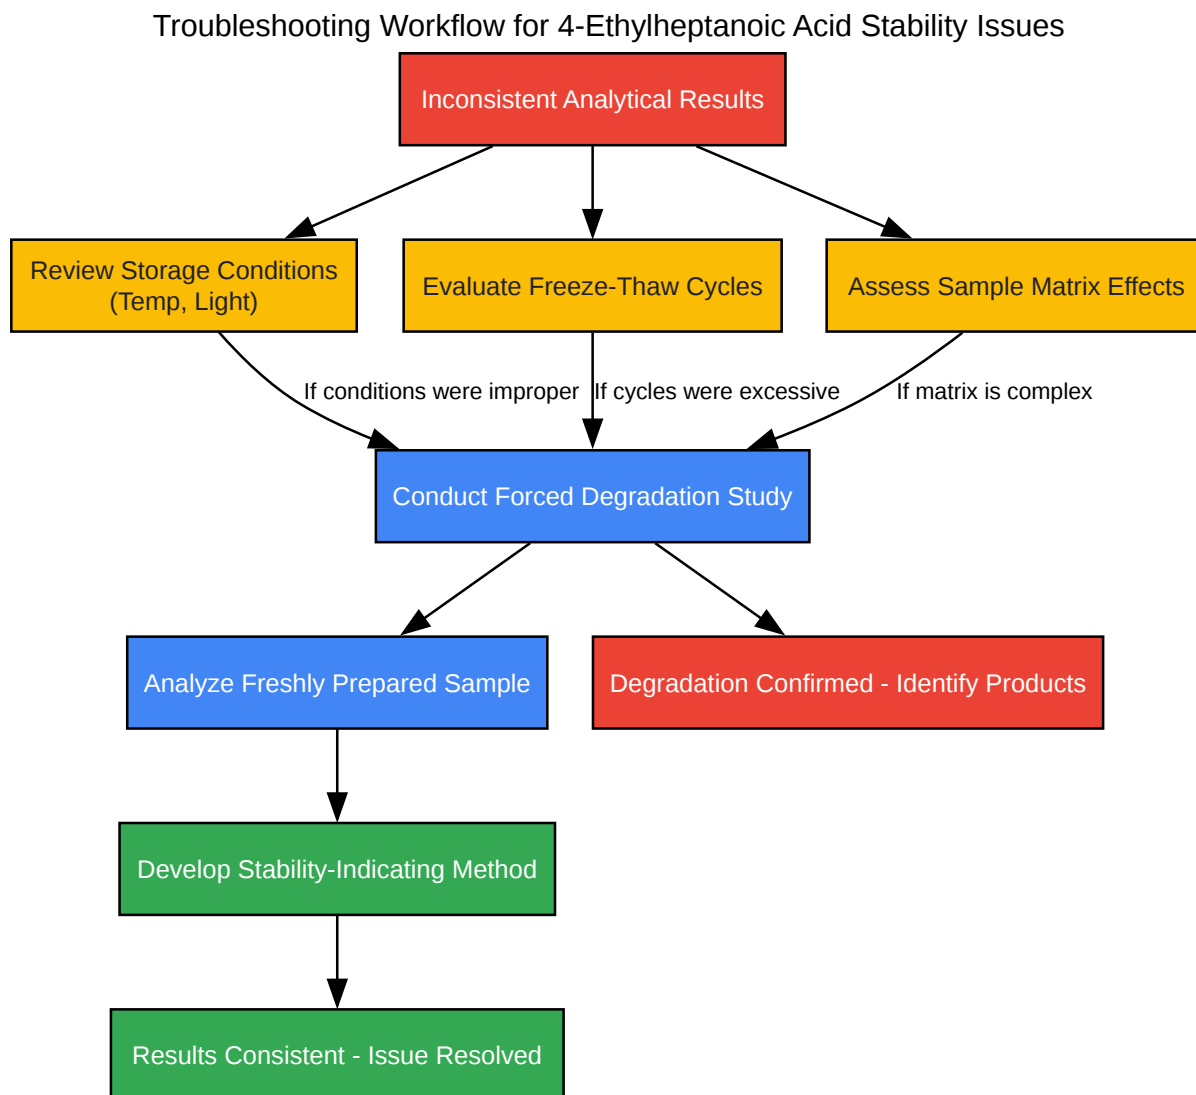 Troubleshooting Workflow for 4-Ethylheptanoic Acid Stability Issues
Inconsistent Analytical Results
Review Storage Conditions
(Temp, Light)
Evaluate Freeze-Thaw Cycles
Assess Sample Matrix Effects
If conditions were improper
If cycles were excessive
If matrix is complex
Conduct Forced Degradation Study
Analyze Freshly Prepared Sample
Degradation Confirmed - Identify Products
Develop Stability-Indicating Method
Results Consistent - Issue Resolved